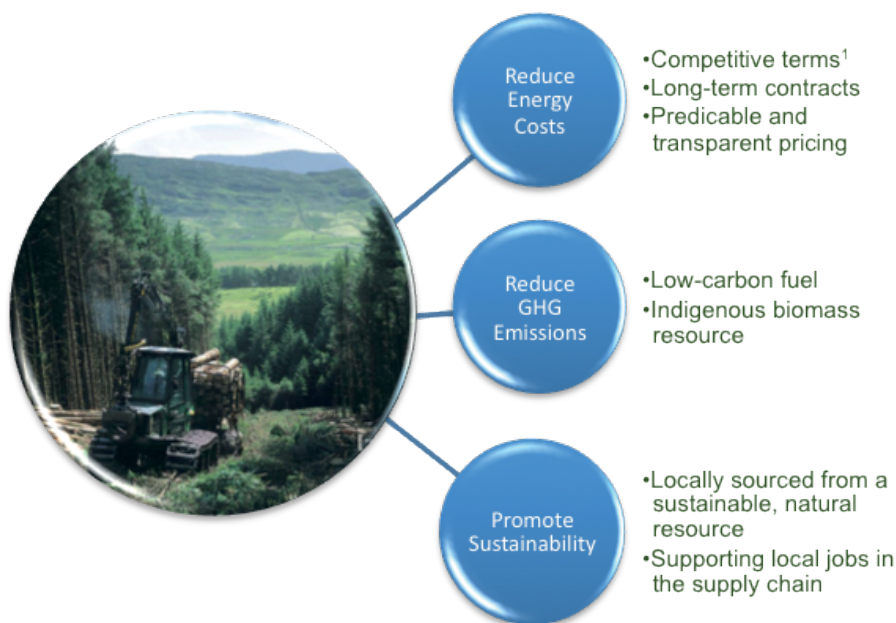 Reduce
Energy
Costs
•Competitive terms¹
•Long-term contracts
•Predicable and
transparent pricing
Reduce
GHG
Emissions
•Low-carbon fuel
•Indigenous biomass
resource
Promote
Sustainability
•Locally sourced from a
sustainable, natural
resource
•Supporting local jobs in
the supply chain